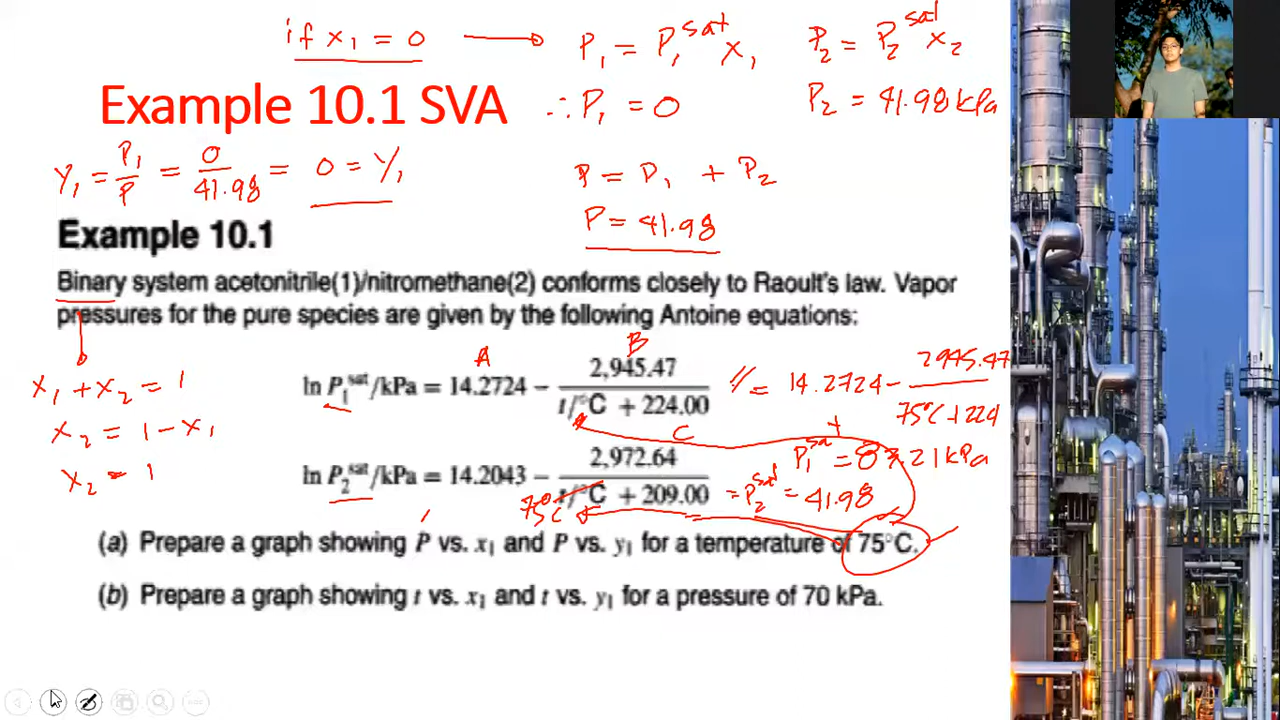 if x₁ = 0 → P₁ = P₁ˢᵃᵗ x₁ P₂ = P₂ˢᵃᵗ x₂
Example 10.1 SVA ∴ P₁ = 0 P₂ = 41.98 kPa
y₁ = P₁/P = 0/41.98 = 0 = y₁ P = P₁ + P₂
P = 41.98
Example 10.1
Binary system acetonitrile(1)/nitromethane(2) conforms closely to Raoult's law. Vapor
pressures for the pure species are given by the following Antoine equations:
A B
ln P₁ˢᵃᵗ/kPa = 14.2724 − 2,945.47 / (t/°C + 224.00) = 14.2724 − 2945.47 / (75°C + 224)
C
x₁ + x₂ = 1
x₂ = 1 − x₁
x₂ = 1
P₁ˢᵃᵗ = 83.21 kPa
ln P₂ˢᵃᵗ/kPa = 14.2043 − 2,972.64 / (t/°C + 209.00) = P₂ˢᵃᵗ = 41.98
75°C
(a) Prepare a graph showing P vs. x₁ and P vs. y₁ for a temperature of 75°C.
(b) Prepare a graph showing t vs. x₁ and t vs. y₁ for a pressure of 70 kPa.